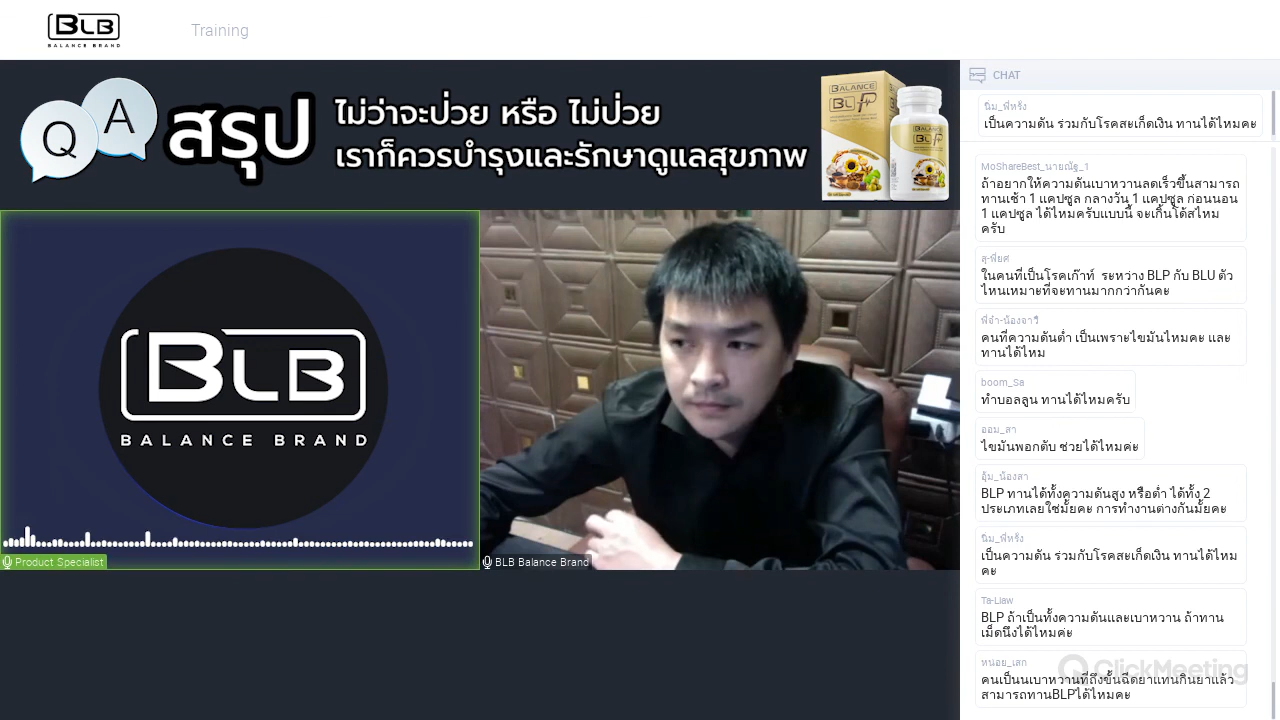 BLB
BALANCE BRAND
Training
CHAT
Q A
สรุป
ไม่ว่าจะป่วย หรือ ไม่ป่วย
เราก็ควรบำรุงและรักษาดูแลสุขภาพ
BALANCE
BLP
BALANCE
BLP
BLB
BALANCE BRAND
Product Specialist
BLB Balance Brand
นิม_พี่ทริ้ง
เป็นความดัน ร่วมกับโรคสะเก็ดเงิน ทานได้ไหมคะ
MoShareBest_นายณัฐ_1
ถ้าอยากให้ความดันเบาหวานลดเร็วขึ้นสามารถ
ทานเช้า 1 แคปซูล กลางวัน 1 แคปซูล ก่อนนอน
1 แคปซูล ได้ไหมครับแบบนี้ จะเกินโด้สไหม
ครับ
สุ-พี่ยศ
ในคนที่เป็นโรคเก๊าท์ ระหว่าง BLP กับ BLU ตัว
ไหนเหมาะที่จะทานมากกว่ากันคะ
พี่จ๋า-น้องจาวี
คนที่ความดันต่ำ เป็นเพราะไขมันไหมคะ และ
ทานได้ไหม
boom_Sa
ทำบอลลูน ทานได้ไหมครับ
ออม_สา
ไขมันพอกตับ ช่วยได้ไหมค่ะ
อุ้ม_น้องสา
BLP ทานได้ทั้งความดันสูง หรือต่ำ ได้ทั้ง 2
ประเภทเลยใช่มั้ยคะ การทำงานต่างกันมั้ยคะ
นิม_พี่ทริ้ง
เป็นความดัน ร่วมกับโรคสะเก็ดเงิน ทานได้ไหม
คะ
Ta-Liaw
BLP ถ้าเป็นทั้งความดันและเบาหวาน ถ้าทาน
เม็ดนึงได้ไหมค่ะ
หน่อย_เสก
คนเป็นนเบาหวานที่ถึงขั้นฉีดยาแทนกินยาแล้ว
สามารถทานBLPได้ไหมคะ
ClickMeeting